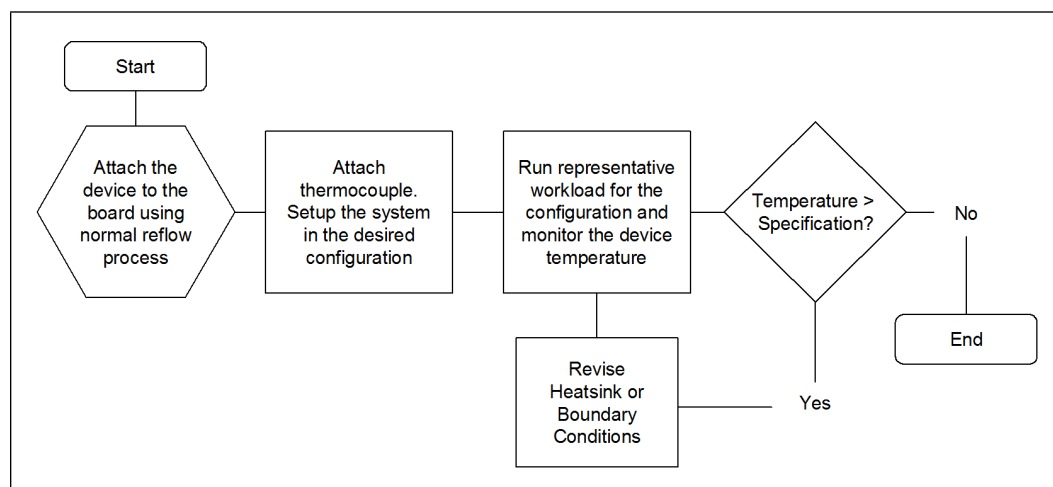 Start
Attach the
device to the
board using
normal reflow
process
Attach
thermocouple.
Setup the system
in the desired
configuration
Run representative
workload for the
configuration and
monitor the device
temperature
Temperature >
Specification?
No
End
Yes
Revise
Heatsink or
Boundary
Conditions